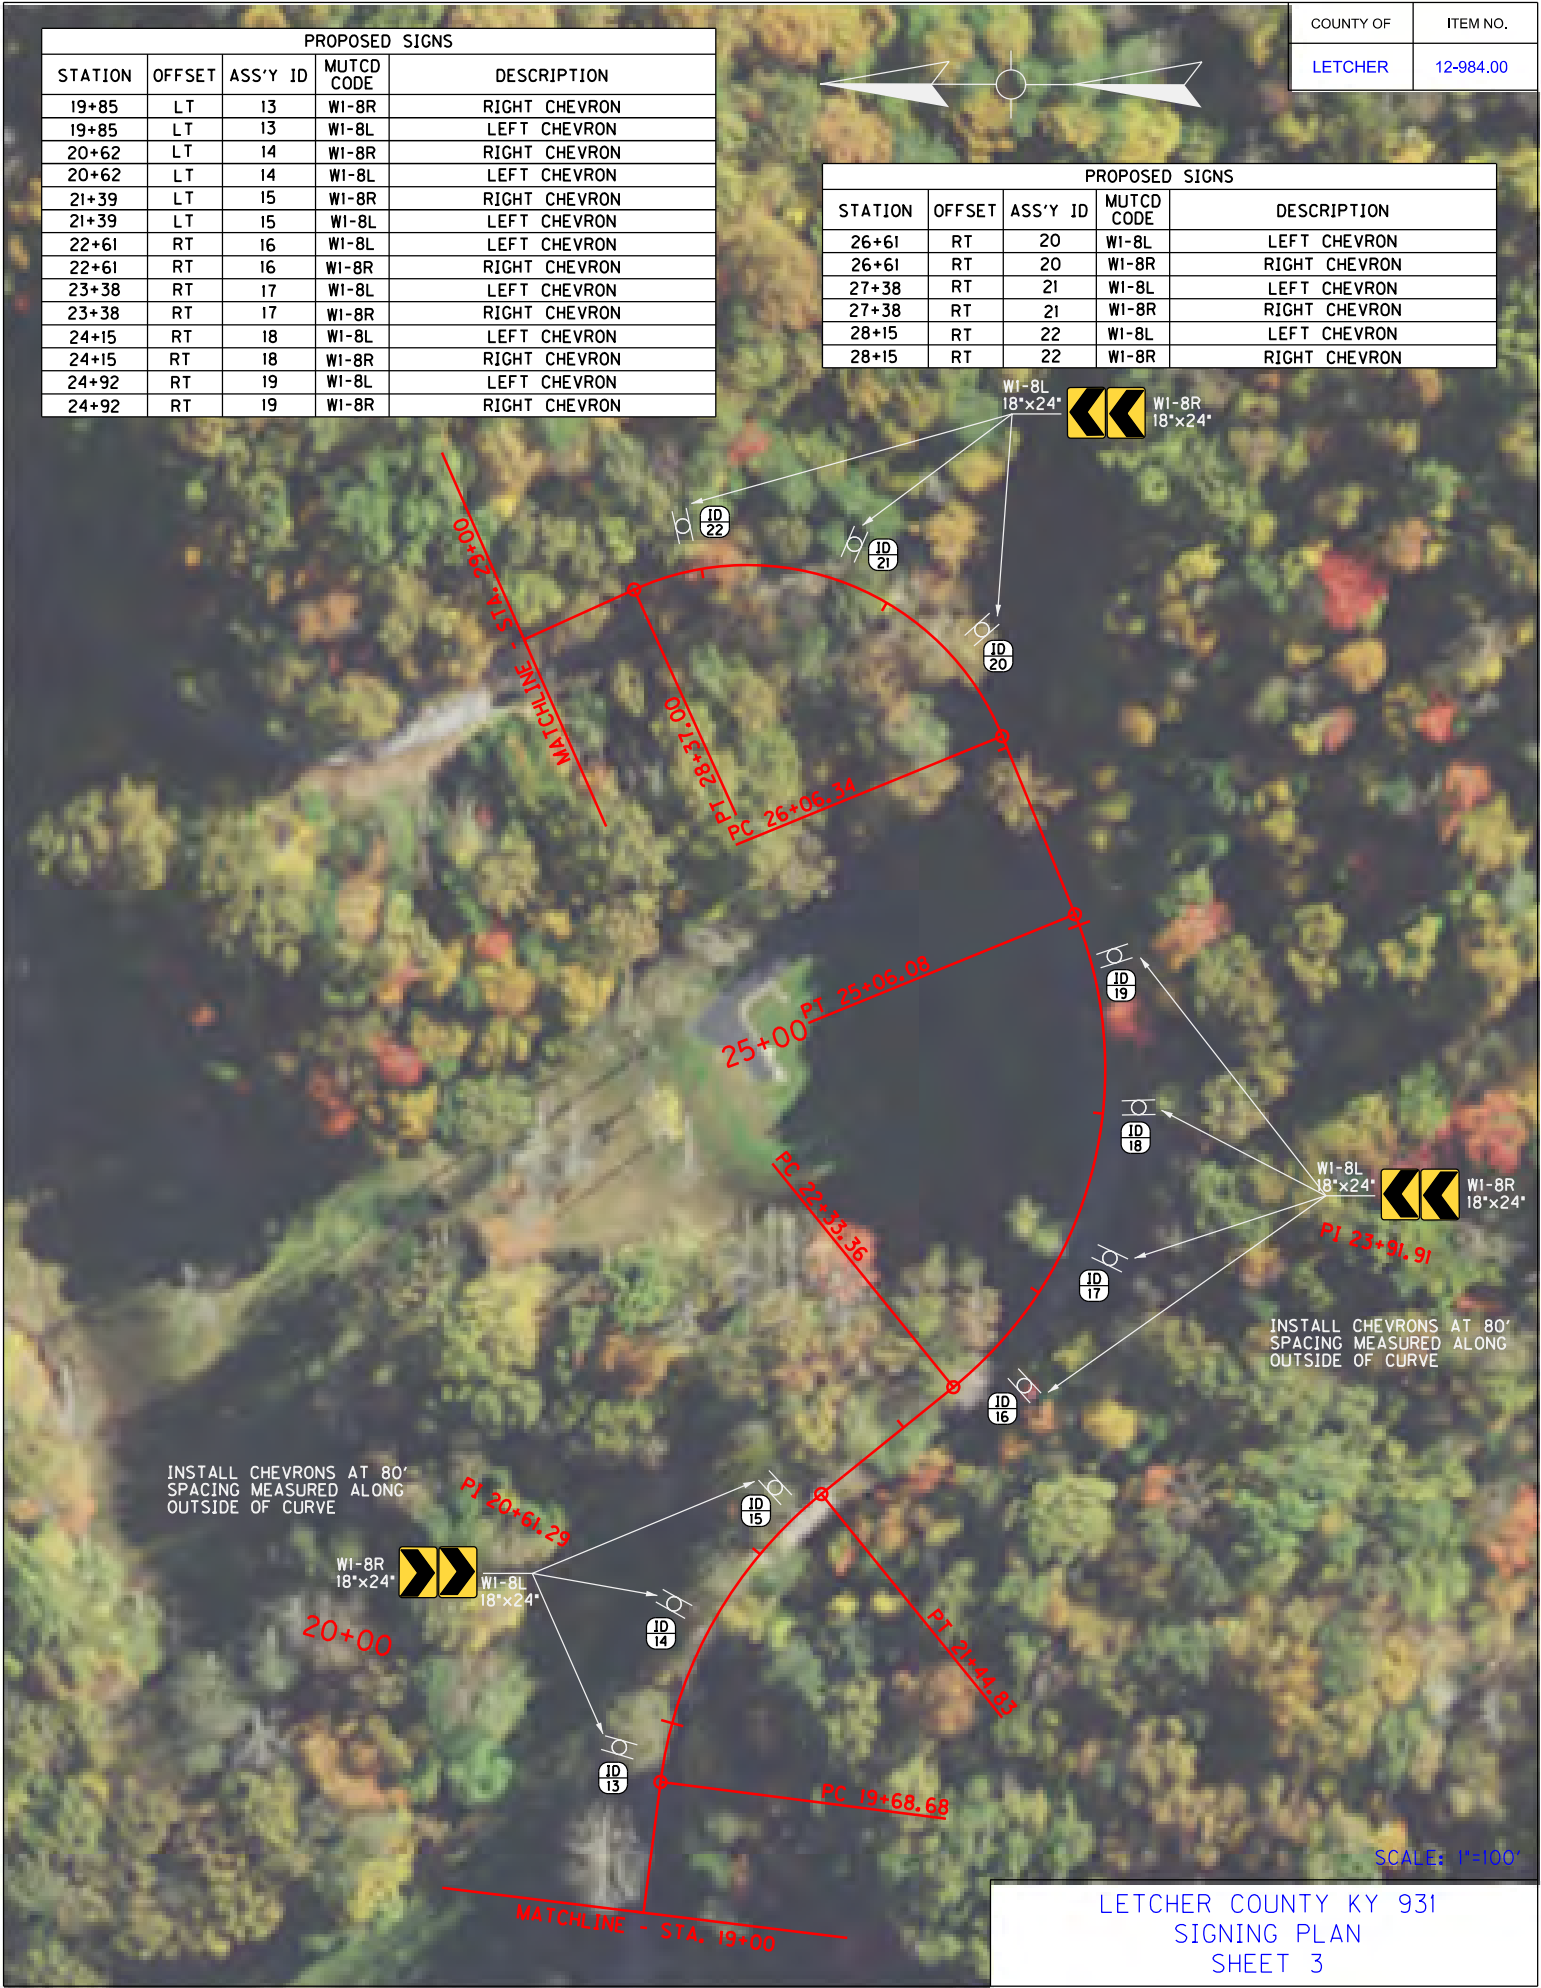 COUNTY OF ITEM NO.
LETCHER 12-984.00
PROPOSED SIGNS
STATION OFFSET ASS'Y ID MUTCD CODE DESCRIPTION
19+85 LT 13 W1-8R RIGHT CHEVRON
19+85 LT 13 W1-8L LEFT CHEVRON
20+62 LT 14 W1-8R RIGHT CHEVRON
20+62 LT 14 W1-8L LEFT CHEVRON
21+39 LT 15 W1-8R RIGHT CHEVRON
21+39 LT 15 W1-8L LEFT CHEVRON
22+61 RT 16 W1-8L LEFT CHEVRON
22+61 RT 16 W1-8R RIGHT CHEVRON
23+38 RT 17 W1-8L LEFT CHEVRON
23+38 RT 17 W1-8R RIGHT CHEVRON
24+15 RT 18 W1-8L LEFT CHEVRON
24+15 RT 18 W1-8R RIGHT CHEVRON
24+92 RT 19 W1-8L LEFT CHEVRON
24+92 RT 19 W1-8R RIGHT CHEVRON
PROPOSED SIGNS
STATION OFFSET ASS'Y ID MUTCD CODE DESCRIPTION
26+61 RT 20 W1-8L LEFT CHEVRON
26+61 RT 20 W1-8R RIGHT CHEVRON
27+38 RT 21 W1-8L LEFT CHEVRON
27+38 RT 21 W1-8R RIGHT CHEVRON
28+15 RT 22 W1-8L LEFT CHEVRON
28+15 RT 22 W1-8R RIGHT CHEVRON
W1-8L
18"x24"
W1-8R
18"x24"
ID
22
ID
21
ID
20
MATCHLINE - STA. 29+00
PT 28+37.00
PC 26+06.34
PT 25+06.08
25+00
ID
19
ID
18
PC 22+33.36
W1-8L
18"x24"
W1-8R
18"x24"
PI 23+91.91
ID
17
INSTALL CHEVRONS AT 80'
SPACING MEASURED ALONG
OUTSIDE OF CURVE
ID
16
INSTALL CHEVRONS AT 80'
SPACING MEASURED ALONG
OUTSIDE OF CURVE
PI 20+61.29
ID
15
W1-8R
18"x24"
W1-8L
18"x24"
20+00
ID
14
PT 21+44.83
ID
13
PC 19+68.68
MATCHLINE - STA. 19+00
SCALE: 1"=100'
LETCHER COUNTY KY 931
SIGNING PLAN
SHEET 3